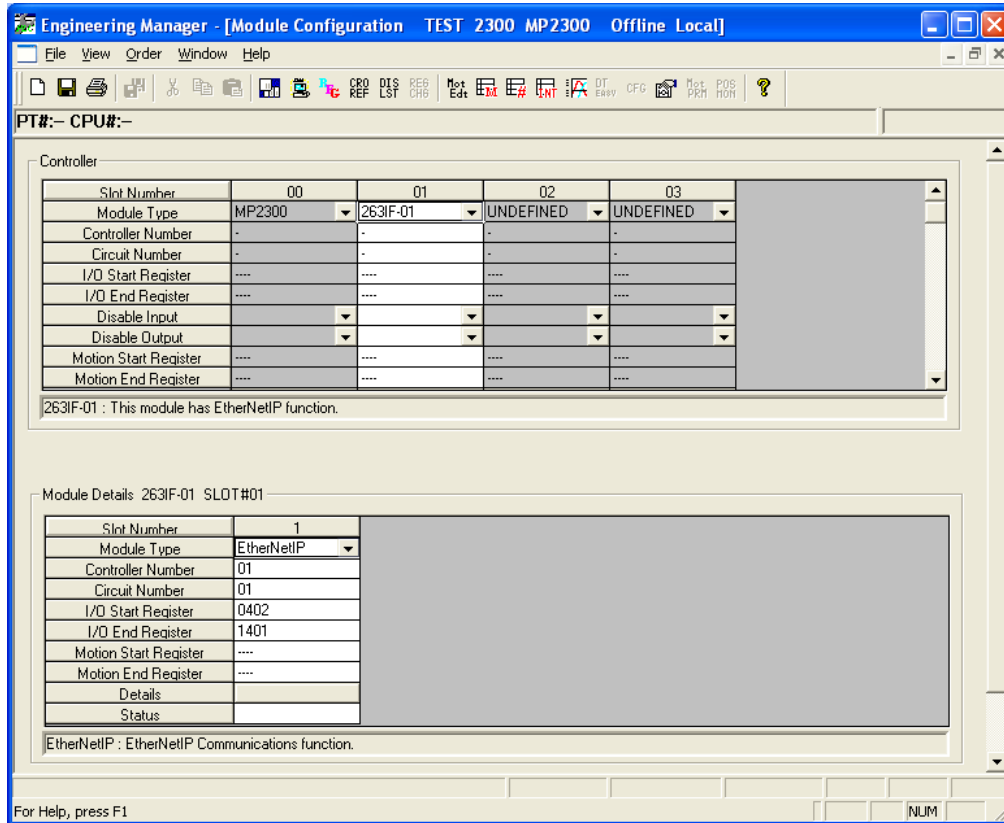 Engineering Manager - [Module Configuration TEST 2300 MP2300 Offline Local]
File View Order Window Help
CRO REF DIS LST REG CHG Mot Edt M # INT DT EASY CFG Mot PRM POS MON ?
PT#:– CPU#:–
Controller
Slot Number 00 01 02 03
Module Type MP2300 263IF-01 UNDEFINED UNDEFINED
Controller Number - - - -
Circuit Number - - - -
I/O Start Register ---- ---- ---- ----
I/O End Register ---- ---- ---- ----
Disable Input
Disable Output
Motion Start Register ---- ---- ---- ----
Motion End Register ---- ---- ---- ----
263IF-01 : This module has EtherNetIP function.
Module Details 263IF-01 SLOT#01
Slot Number 1
Module Type EtherNetIP
Controller Number 01
Circuit Number 01
I/O Start Register 0402
I/O End Register 1401
Motion Start Register ----
Motion End Register ----
Details
Status
EtherNetIP : EtherNetIP Communications function.
For Help, press F1 NUM